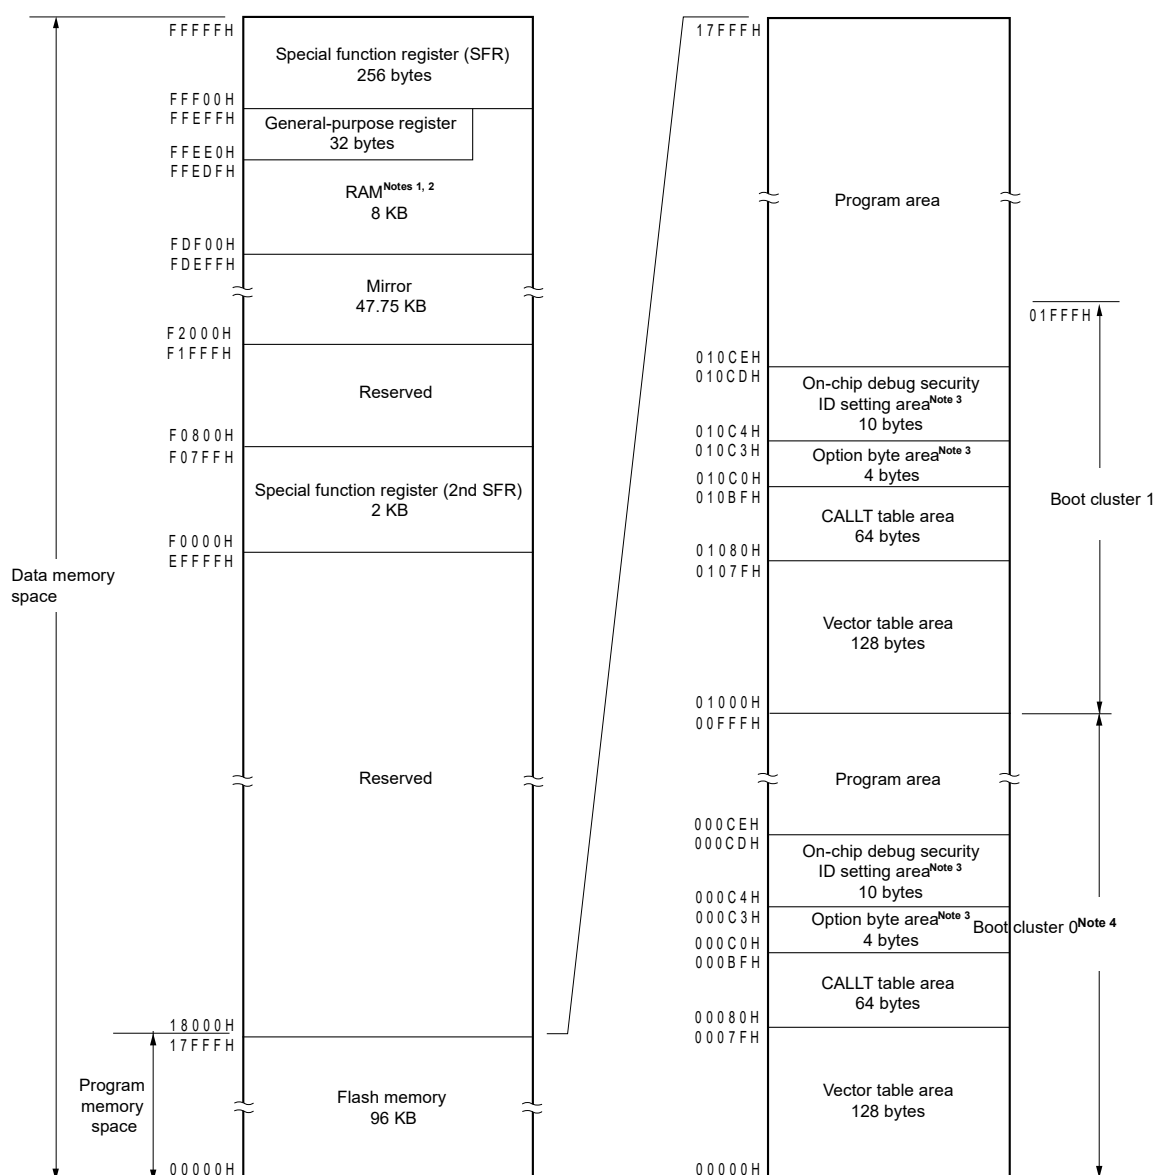 FFFFFH
Special function register (SFR)
256 bytes
FFF00H
FFEFFH
General-purpose register
32 bytes
FFEE0H
FFEDFH
RAMNotes 1, 2
8 KB
FDF00H
FDEFFH
Mirror
47.75 KB
F2000H
F1FFFH
Reserved
F0800H
F07FFH
Special function register (2nd SFR)
2 KB
F0000H
EFFFFH
Data memory
space
Reserved
18000H
17FFFH
Program
memory
space
Flash memory
96 KB
00000H
17FFFH
Program area
01FFFH
010CEH
010CDH
On-chip debug security
ID setting areaNote 3
10 bytes
010C4H
010C3H
Option byte areaNote 3
4 bytes
010C0H
010BFH
Boot cluster 1
CALLT table area
64 bytes
01080H
0107FH
Vector table area
128 bytes
01000H
00FFFH
Program area
000CEH
000CDH
On-chip debug security
ID setting areaNote 3
10 bytes
000C4H
000C3H
Option byte areaNote 3
4 bytes
Boot cluster 0Note 4
000C0H
000BFH
CALLT table area
64 bytes
00080H
0007FH
Vector table area
128 bytes
00000H